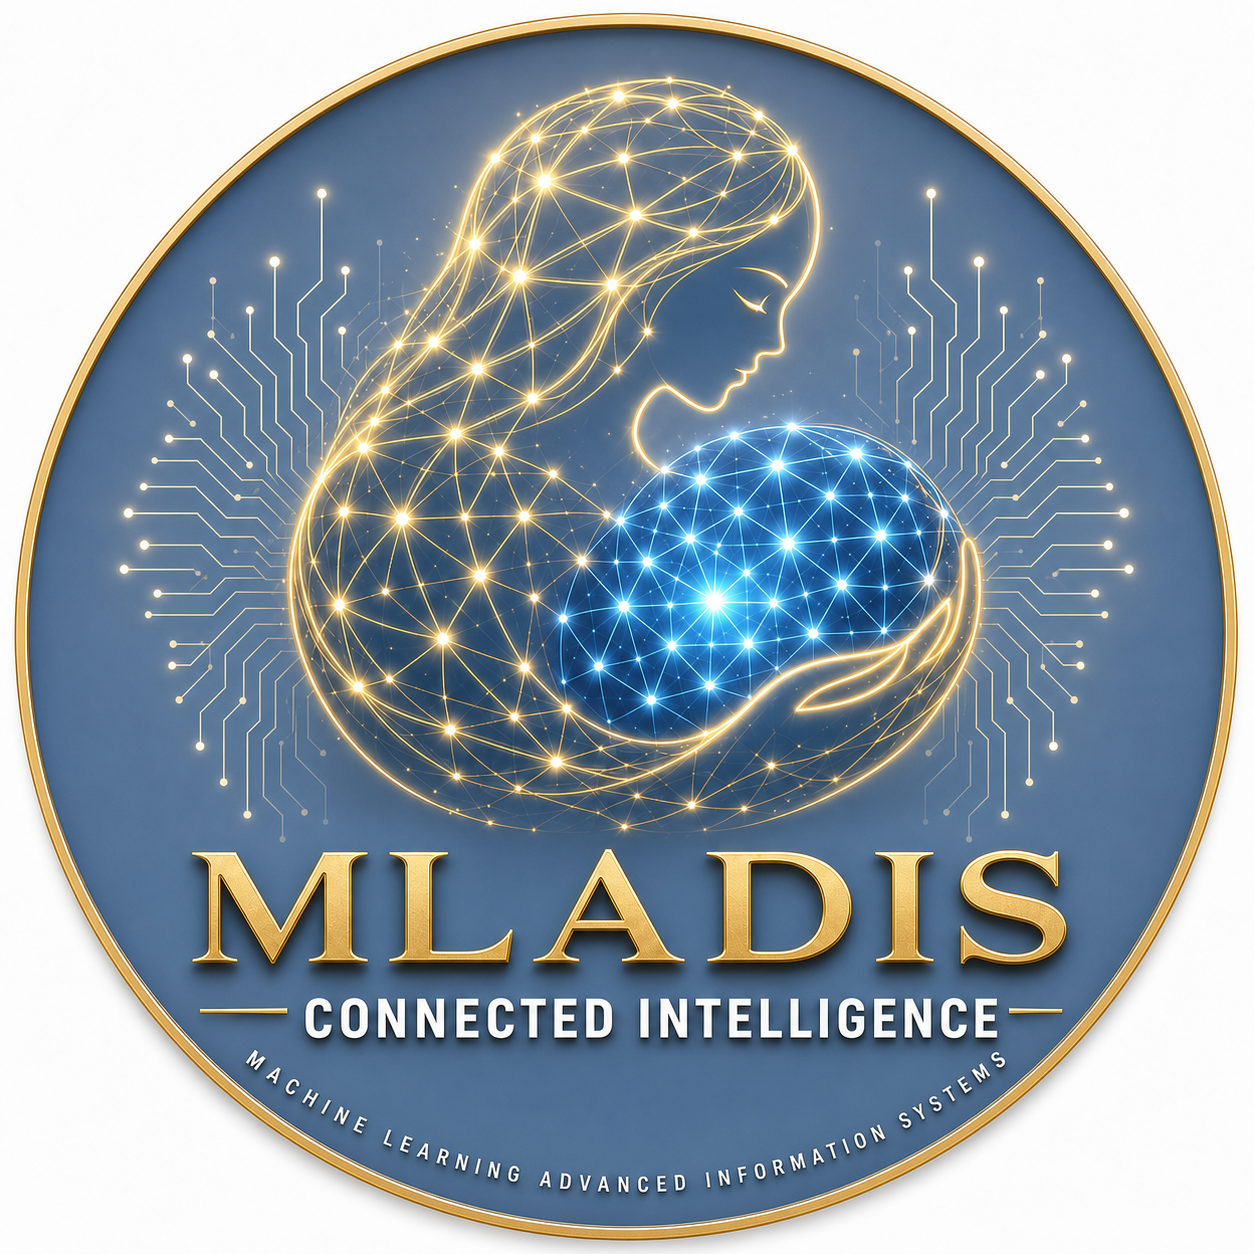 MLADIS
CONNECTED INTELLIGENCE
MACHINE LEARNING ADVANCED INFORMATION SYSTEMS